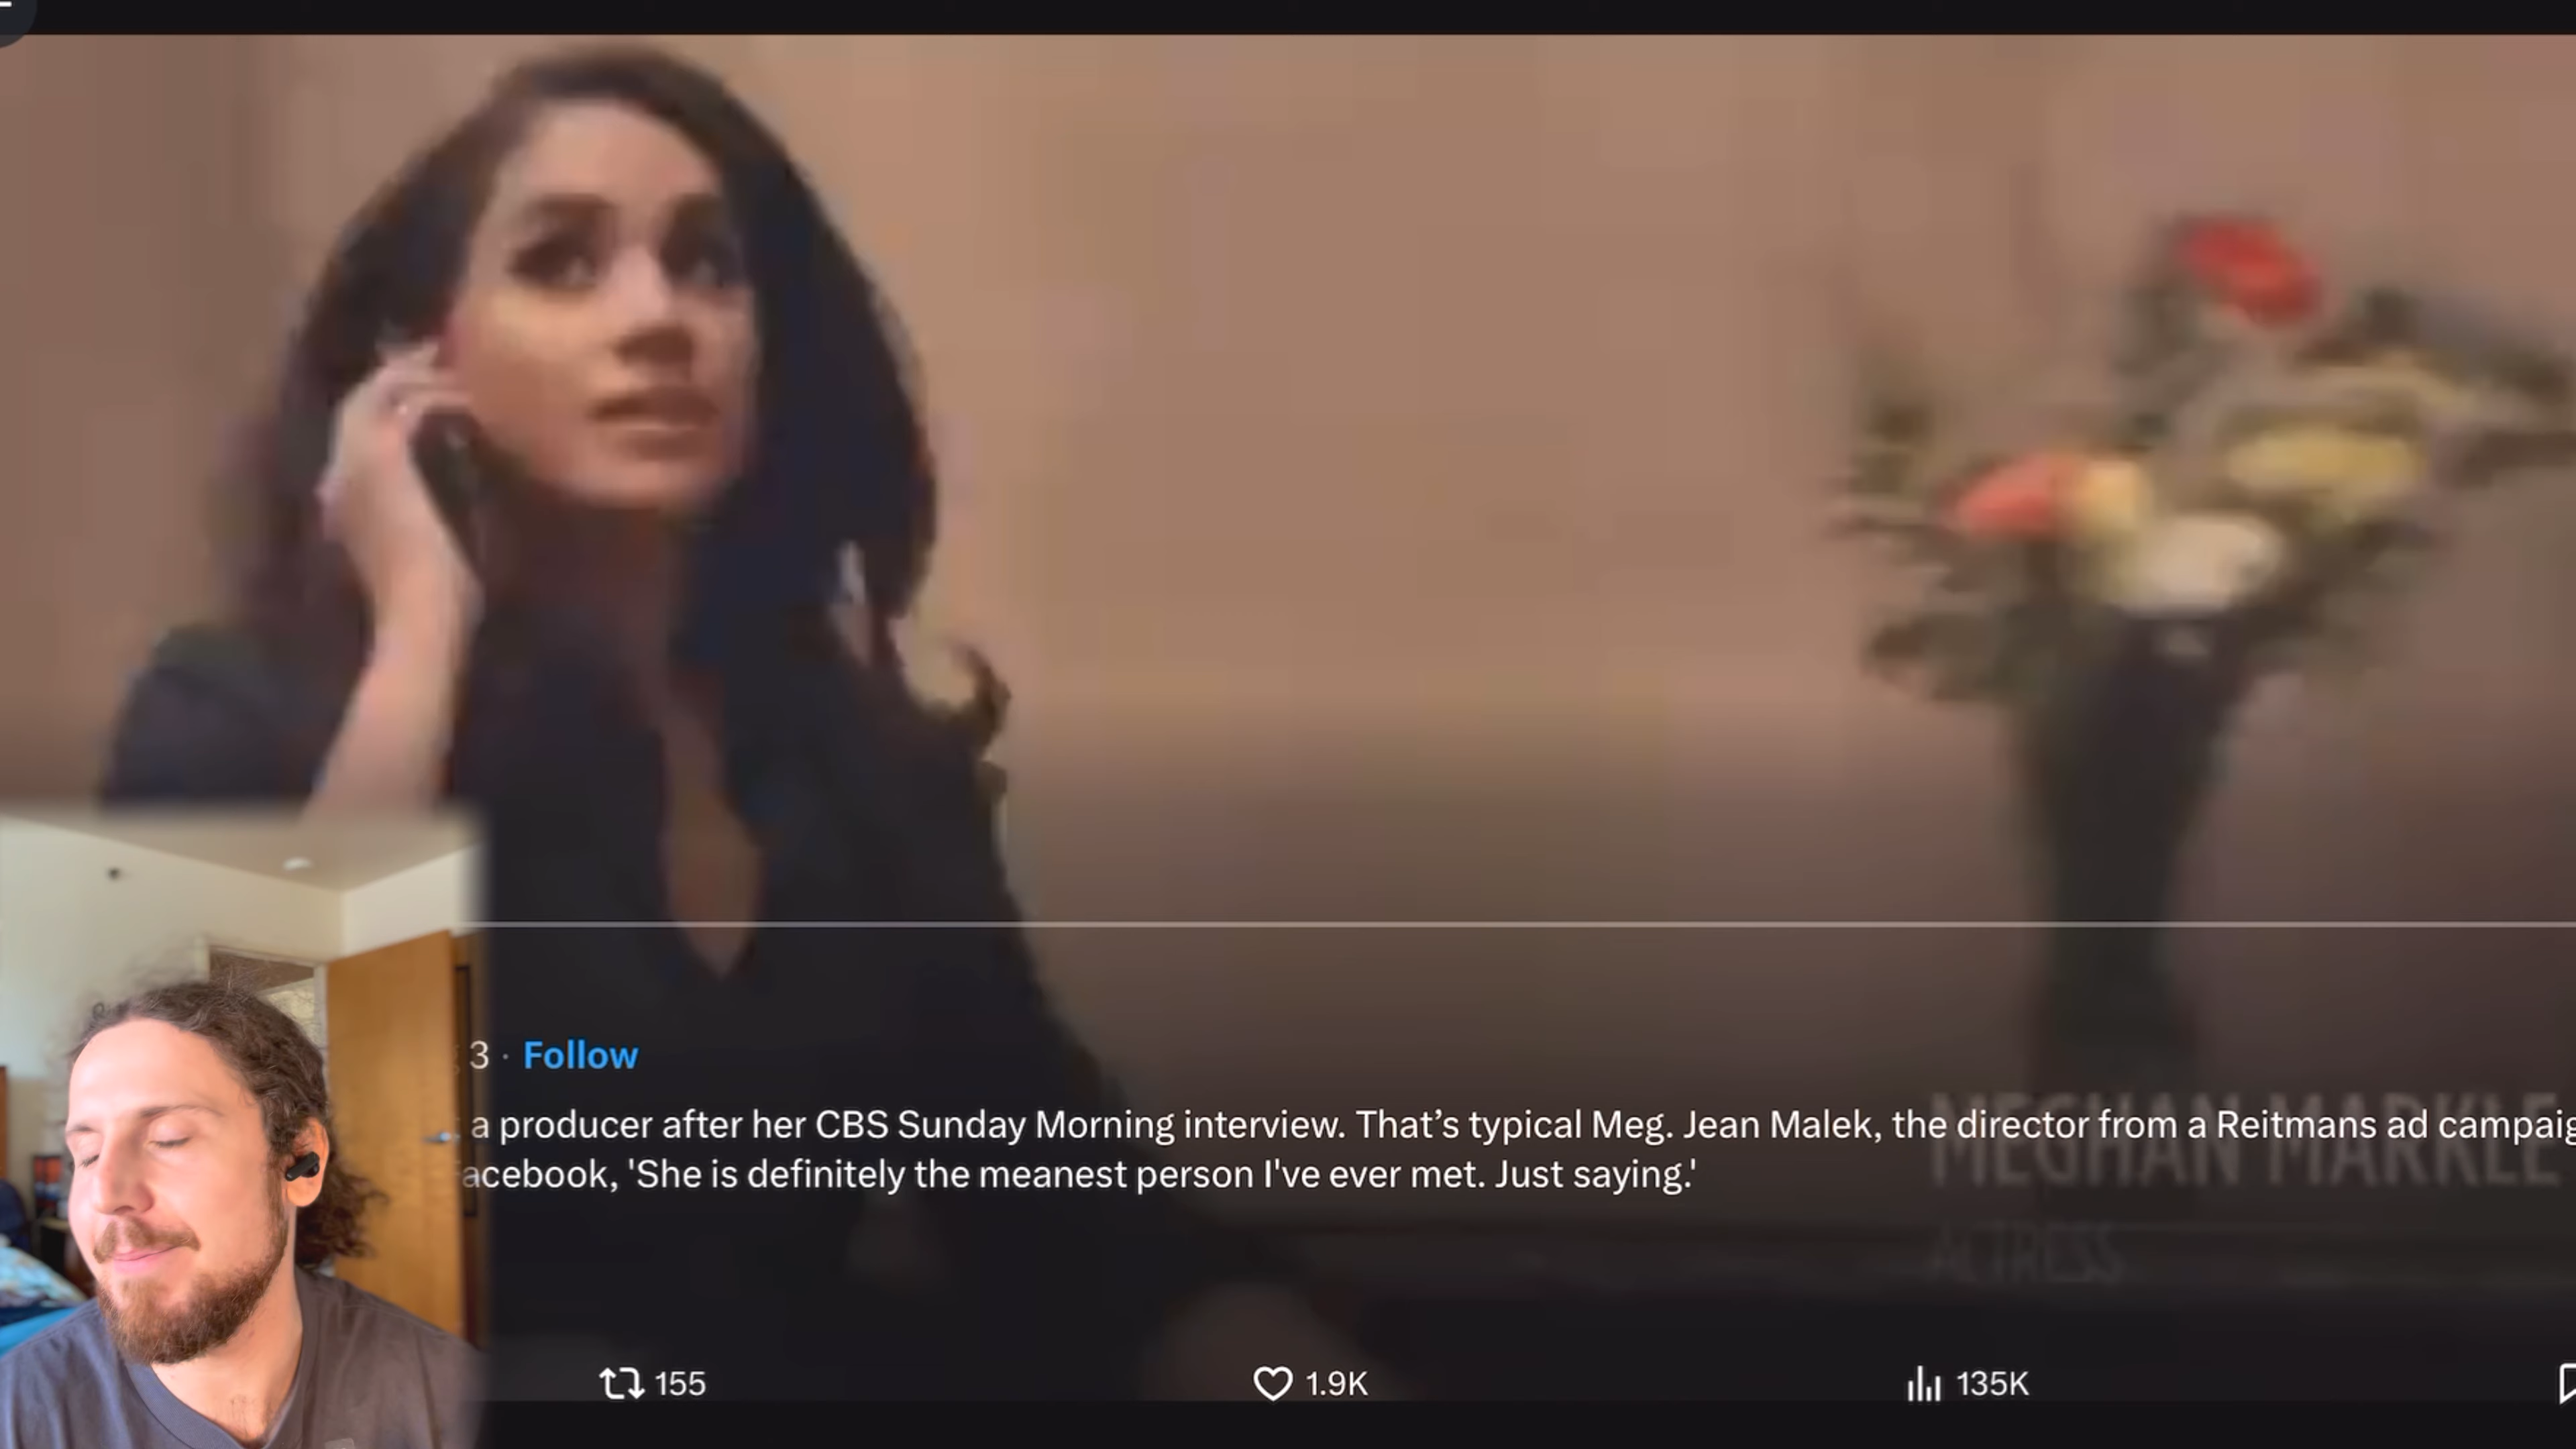 3 · Follow
a producer after her CBS Sunday Morning interview. That’s typical Meg. Jean Malek, the director from a Reitmans ad campaig
acebook, 'She is definitely the meanest person I've ever met. Just saying.'
MEGHAN MARKLE
ACTRESS
155
1.9K
135K